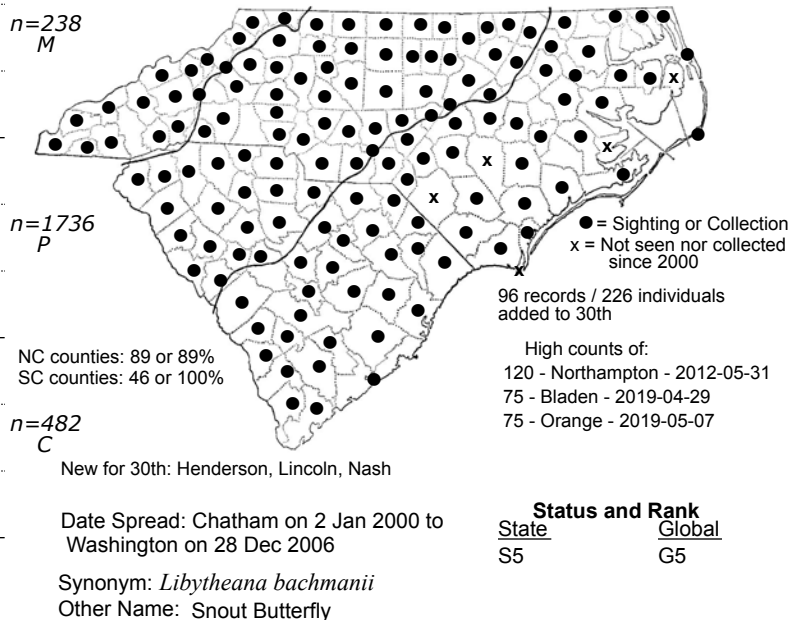 n=238
M
n=1736
P
n=482
C
x
x
x
x
x
● = Sighting or Collection
x = Not seen nor collected
since 2000
96 records / 226 individuals
added to 30th
High counts of:
120 - Northampton - 2012-05-31
75 - Bladen - 2019-04-29
75 - Orange - 2019-05-07
NC counties: 89 or 89%
SC counties: 46 or 100%
New for 30th: Henderson, Lincoln, Nash
Date Spread: Chatham on 2 Jan 2000 to
Washington on 28 Dec 2006
Synonym: Libytheana bachmanii
Other Name: Snout Butterfly
Status and Rank
State Global
S5 G5